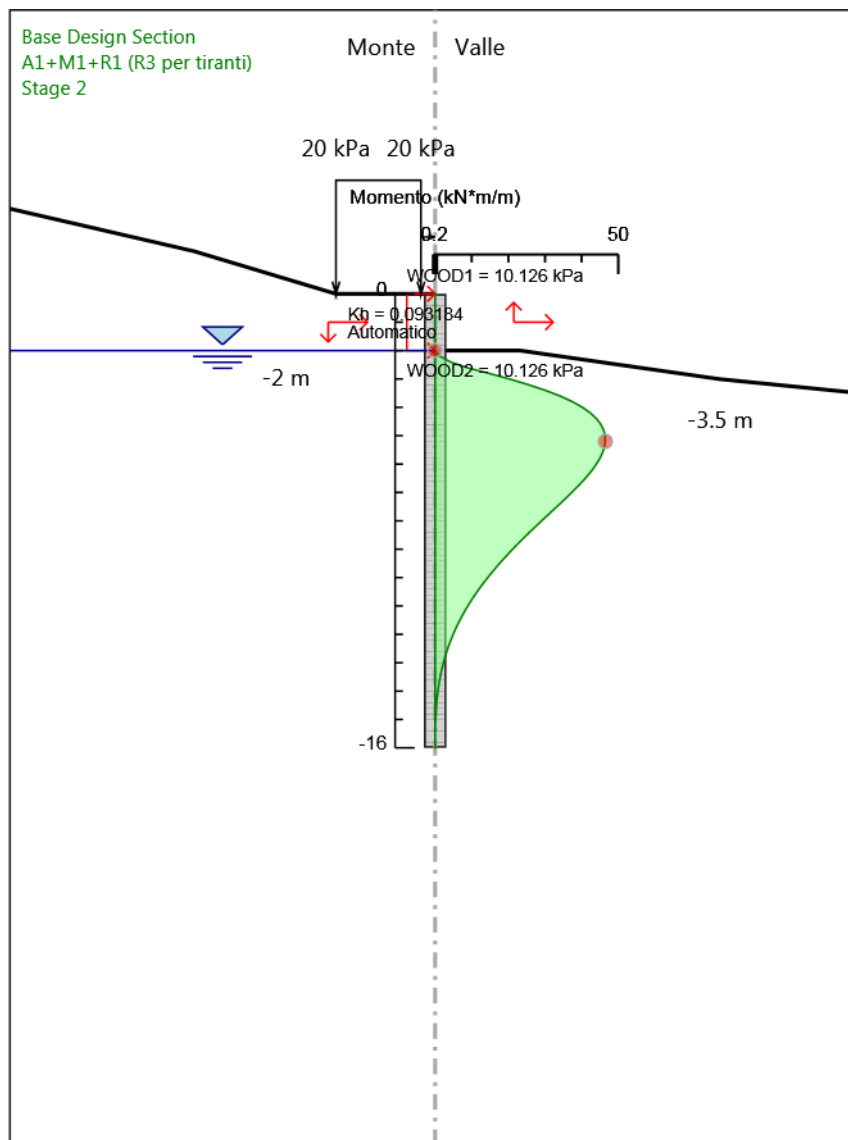 Base Design Section
A1+M1+R1 (R3 per tiranti)
Stage 2
Monte
Valle
20 kPa
20 kPa
Momento (kN*m/m)
0.2
50
WOOD1 = 10.126 kPa
0
Kh = 0.093184
Automatico
WOOD2 = 10.126 kPa
-2 m
-3.5 m
-16